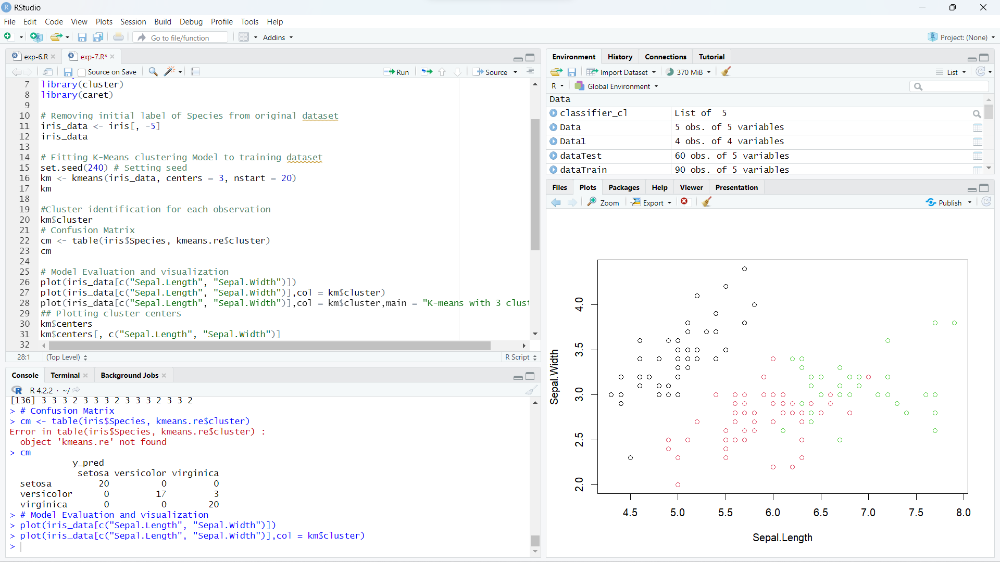 RStudio
File Edit Code View Plots Session Build Debug Profile Tools Help
Go to file/function Addins Project: (None)
exp-6.R exp-7.R*
Source on Save Run Source
7 library(cluster)
8 library(caret)
9
10 # Removing initial label of Species from original dataset
11 iris_data <- iris[, -5]
12 iris_data
13
14 # Fitting K-Means clustering Model to training dataset
15 set.seed(240) # Setting seed
16 km <- kmeans(iris_data, centers = 3, nstart = 20)
17 km
18
19 #Cluster identification for each observation
20 km$cluster
21 # Confusion Matrix
22 cm <- table(iris$Species, kmeans.re$cluster)
23 cm
24
25 # Model Evaluation and visualization
26 plot(iris_data[c("Sepal.Length", "Sepal.Width")])
27 plot(iris_data[c("Sepal.Length", "Sepal.Width")],col = km$cluster)
28 plot(iris_data[c("Sepal.Length", "Sepal.Width")],col = km$cluster,main = "K-means with 3 clust
29 ## Plotting cluster centers
30 km$centers
31 km$centers[, c("Sepal.Length", "Sepal.Width")]
32
28:1 (Top Level) R Script
Console Terminal Background Jobs
R 4.2.2 · ~/
[136] 3 3 3 2 3 3 3 2 3 3 3 2 3 3 2
> # Confusion Matrix
> cm <- table(iris$Species, kmeans.re$cluster)
Error in table(iris$Species, kmeans.re$cluster) :
object 'kmeans.re' not found
> cm
y_pred
setosa versicolor virginica
setosa 20 0 0
versicolor 0 17 3
virginica 0 0 20
> # Model Evaluation and visualization
> plot(iris_data[c("Sepal.Length", "Sepal.Width")])
> plot(iris_data[c("Sepal.Length", "Sepal.Width")],col = km$cluster)
>
Environment History Connections Tutorial
Import Dataset 370 MiB List
R Global Environment
Data
classifier_cl List of 5
Data 5 obs. of 5 variables
Data1 4 obs. of 4 variables
dataTest 60 obs. of 5 variables
dataTrain 90 obs. of 5 variables
Files Plots Packages Help Viewer Presentation
Zoom Export Publish
Sepal.Width
4.0
3.5
3.0
2.5
2.0
4.5 5.0 5.5 6.0 6.5 7.0 7.5 8.0
Sepal.Length